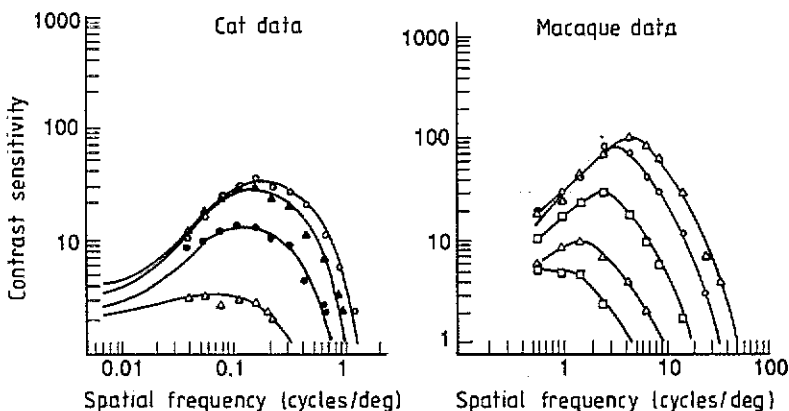 Cat data
Macaque data
1000
100
10
Contrast sensitivity
0.01
0.1
1
Spatial frequency (cycles/deg)
1000
100
10
1
1
10
100
Spatial frequency (cycles/deg)